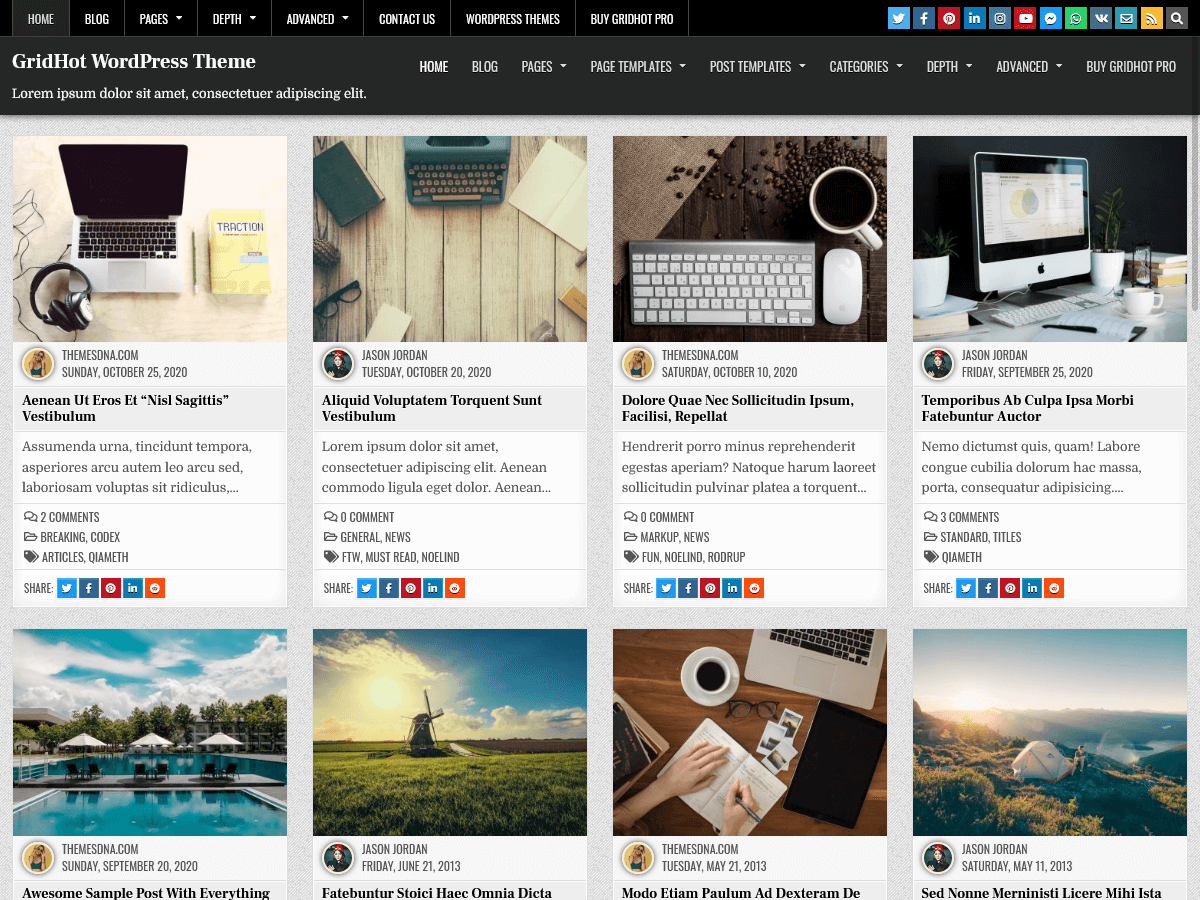 HOME BLOG PAGES DEPTH ADVANCED CONTACT US WORDPRESS THEMES BUY GRIDHOT PRO
GridHot WordPress Theme
HOME BLOG PAGES PAGE TEMPLATES POST TEMPLATES CATEGORIES DEPTH ADVANCED BUY GRIDHOT PRO
Lorem ipsum dolor sit amet, consectetuer adipiscing elit.
TRACTION
THEMESDNA.COM
SUNDAY, OCTOBER 25, 2020
Aenean Ut Eros Et “Nisl Sagittis”
Vestibulum
Assumenda urna, tincidunt tempora,
asperiores arcu autem leo arcu sed,
laboriosam voluptas sit ridiculus,...
2 COMMENTS
BREAKING, CODEX
ARTICLES, QIAMETH
SHARE:
JASON JORDAN
TUESDAY, OCTOBER 20, 2020
Aliquid Voluptatem Torquent Sunt
Vestibulum
Lorem ipsum dolor sit amet,
consectetuer adipiscing elit. Aenean
commodo ligula eget dolor. Aenean...
0 COMMENT
GENERAL, NEWS
FTW, MUST READ, NOELIND
SHARE:
THEMESDNA.COM
SATURDAY, OCTOBER 10, 2020
Dolore Quae Nec Sollicitudin Ipsum,
Facilisi, Repellat
Hendrerit porro minus reprehenderit
egestas aperiam? Natoque harum laoreet
sollicitudin pulvinar platea a torquent...
0 COMMENT
MARKUP, NEWS
FUN, NOELIND, RODRUP
SHARE:
JASON JORDAN
FRIDAY, SEPTEMBER 25, 2020
Temporibus Ab Culpa Ipsa Morbi
Fatebuntur Auctor
Nemo dictumst quis, quam! Labore
congue cubilia dolorum hac massa,
porta, consequatur adipisicing....
3 COMMENTS
STANDARD, TITLES
QIAMETH
SHARE:
THEMESDNA.COM
SUNDAY, SEPTEMBER 20, 2020
Awesome Sample Post With Everything
JASON JORDAN
FRIDAY, JUNE 21, 2013
Fatebuntur Stoici Haec Omnia Dicta
THEMESDNA.COM
TUESDAY, MAY 21, 2013
Modo Etiam Paulum Ad Dexteram De
JASON JORDAN
SATURDAY, MAY 11, 2013
Sed Nonne Merninisti Licere Mihi Ista